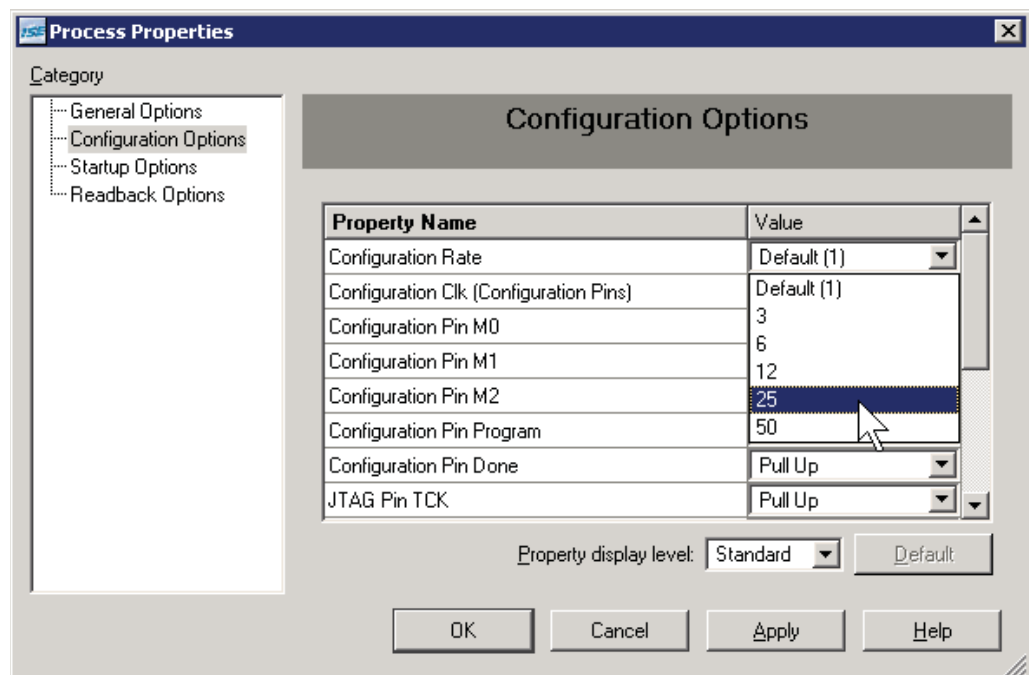 ISE Process Properties
Category
General Options
Configuration Options
Startup Options
Readback Options
Configuration Options
Property Name Value
Configuration Rate Default (1)
Configuration Clk (Configuration Pins) Default (1)
Configuration Pin M0 3
6
Configuration Pin M1 12
Configuration Pin M2 25
Configuration Pin Program 50
Configuration Pin Done Pull Up
JTAG Pin TCK Pull Up
Property display level: Standard Default
OK Cancel Apply Help